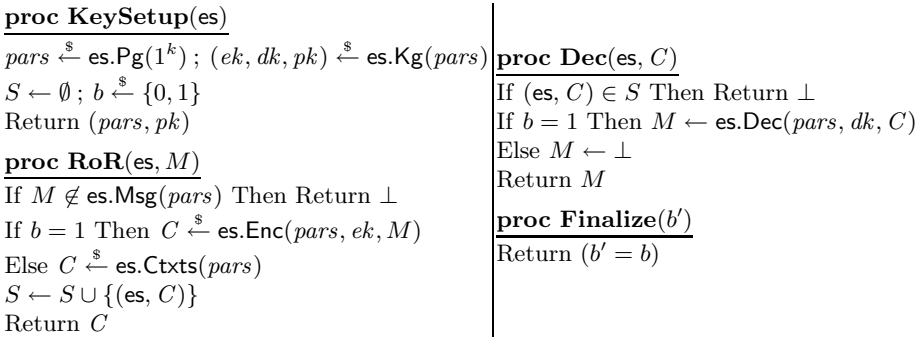 proc KeySetup(es)
pars ←$ es.Pg(1^k) ; (ek, dk, pk) ←$ es.Kg(pars)
S ← ∅ ; b ←$ {0, 1}
Return (pars, pk)
proc RoR(es, M)
If M ∉ es.Msg(pars) Then Return ⊥
If b = 1 Then C ←$ es.Enc(pars, ek, M)
Else C ←$ es.Ctxts(pars)
S ← S ∪ {(es, C)}
Return C
proc Dec(es, C)
If (es, C) ∈ S Then Return ⊥
If b = 1 Then M ← es.Dec(pars, dk, C)
Else M ← ⊥
Return M
proc Finalize(b′)
Return (b′ = b)